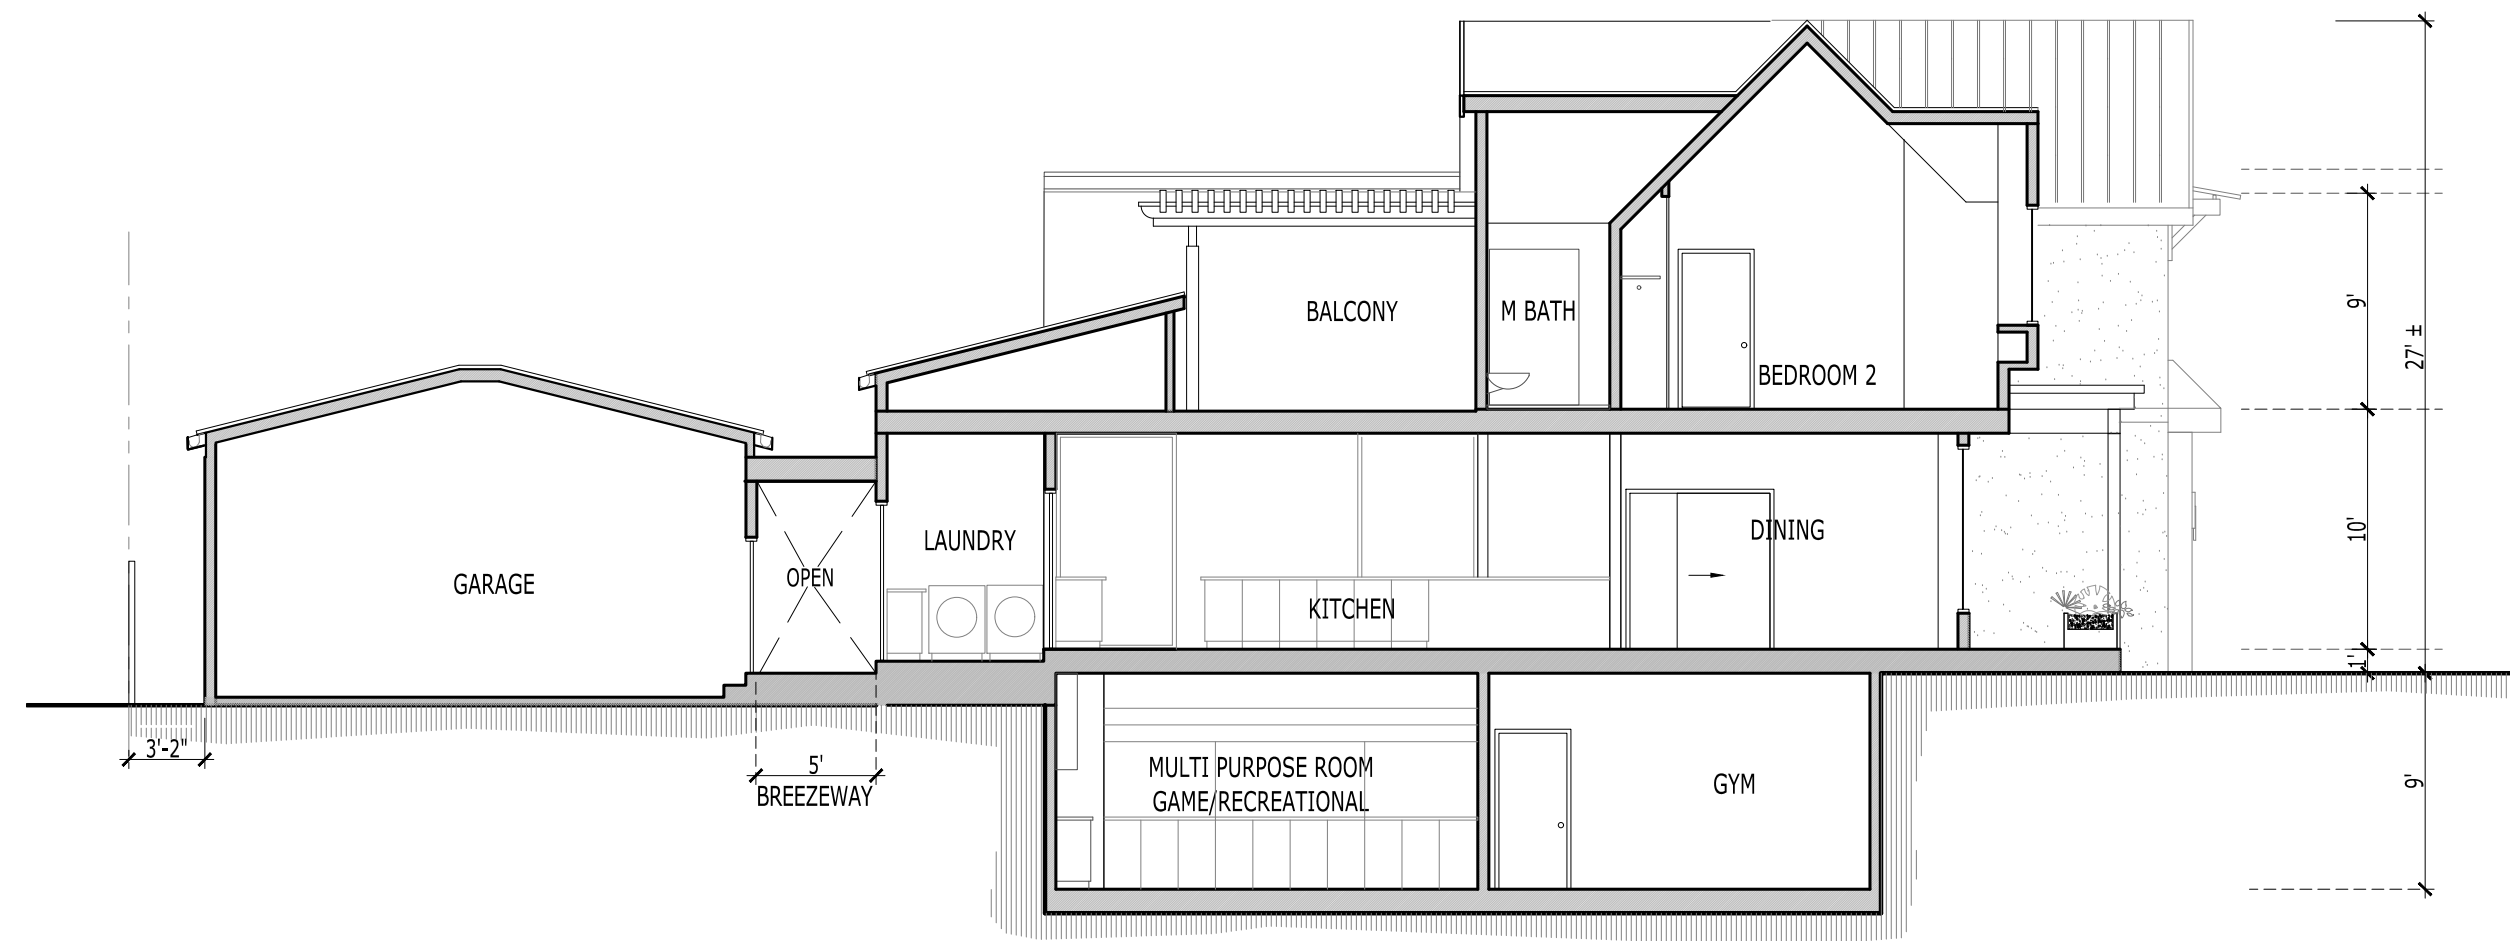 BALCONY
M BATH
BEDROOM 2
9'
27' ±
LAUNDRY
DINING
10'
OPEN
GARAGE
KITCHEN
1'
3'-2"
5'
BREEZEWAY
MULTI PURPOSE ROOM
GAME/RECREATIONAL
GYM
9'